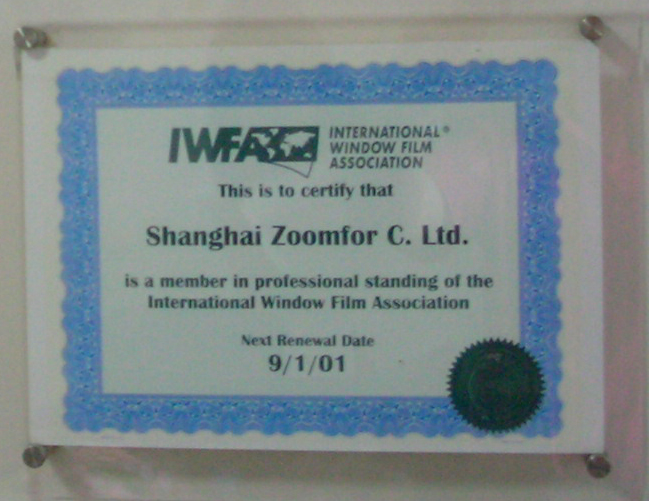 IWFA
INTERNATIONAL®
WINDOW FILM
ASSOCIATION
This is to certify that
Shanghai Zoomfor C. Ltd.
is a member in professional standing of the
International Window Film Association
Next Renewal Date
9/1/01